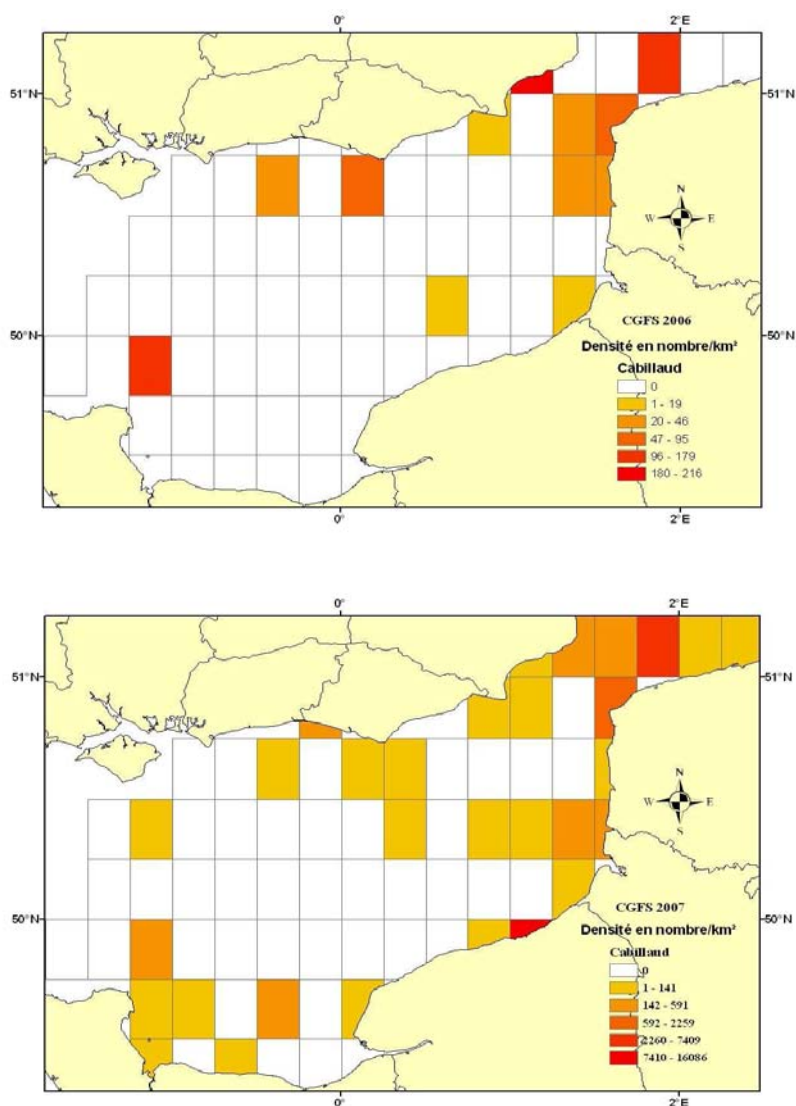 0°
2°E
51°N
51°N
N
W
E
S
50°N
50°N
CGFS 2006
Densité en nombre/km²
Cabillaud
0
1 - 19
20 - 46
47 - 95
96 - 179
180 - 216
0°
2°E
0°
2°E
51°N
51°N
N
W
E
S
50°N
50°N
CGFS 2007
Densité en nombre/km²
Cabillaud
0
1 - 141
142 - 591
592 - 2259
2260 - 7409
7410 - 16086
0°
2°E